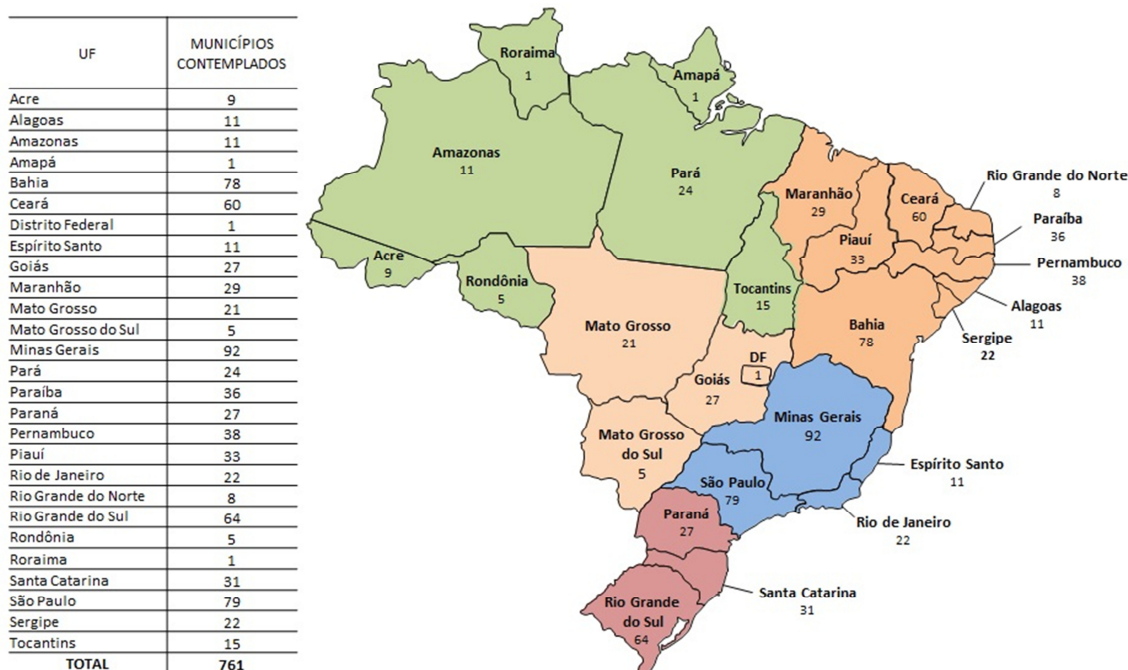 UF
MUNICÍPIOS
CONTEMPLADOS
Acre 9
Alagoas 11
Amazonas 11
Amapá 1
Bahia 78
Ceará 60
Distrito Federal 1
Espírito Santo 11
Goiás 27
Maranhão 29
Mato Grosso 21
Mato Grosso do Sul 5
Minas Gerais 92
Pará 24
Paraíba 36
Paraná 27
Pernambuco 38
Piauí 33
Rio de Janeiro 22
Rio Grande do Norte 8
Rio Grande do Sul 64
Rondônia 5
Roraima 1
Santa Catarina 31
São Paulo 79
Sergipe 22
Tocantins 15
TOTAL 761
Roraima
1
Amapá
1
Amazonas
11
Pará
24
Maranhão
29
Ceará
60
Rio Grande do Norte
8
Paraíba
36
Piauí
33
Pernambuco
38
Acre
9
Rondônia
5
Tocantins
15
Alagoas
11
Mato Grosso
21
Bahia
78
Sergipe
22
DF
1
Goiás
27
Minas Gerais
92
Mato Grosso
do Sul
5
Espírito Santo
11
São Paulo
79
Rio de Janeiro
22
Paraná
27
Santa Catarina
31
Rio Grande
do Sul
64